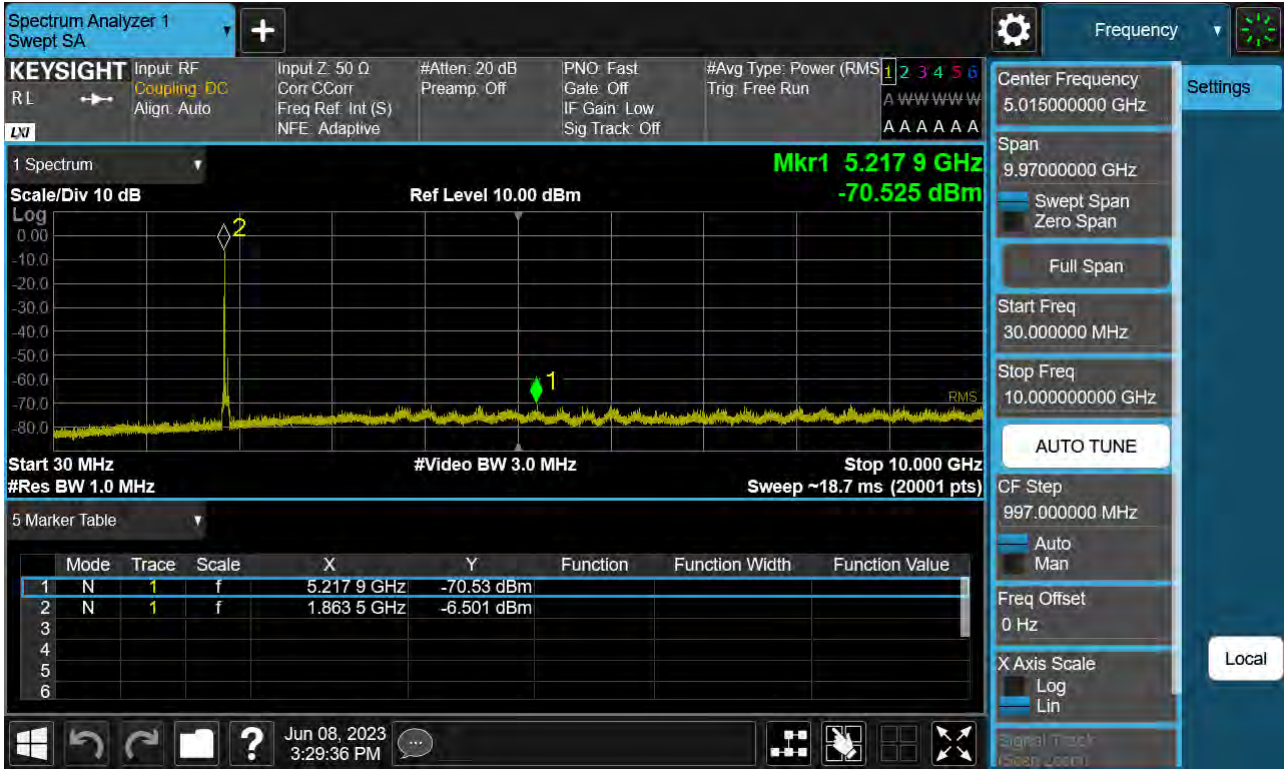 Spectrum Analyzer 1
Swept SA
Frequency
KEYSIGHT
RL
LXI
Input: RF
Coupling: DC
Align: Auto
Input Z: 50 Ω
Corr CCorr
Freq Ref: Int (S)
NFE: Adaptive
#Atten: 20 dB
Preamp: Off
PNO: Fast
Gate: Off
IF Gain: Low
Sig Track: Off
#Avg Type: Power (RMS
Trig: Free Run
1 2 3 4 5 6
A W W W W W
A A A A A A
1 Spectrum
Mkr1 5.217 9 GHz
-70.525 dBm
Scale/Div 10 dB
Ref Level 10.00 dBm
Log
0.00
-10.0
-20.0
-30.0
-40.0
-50.0
-60.0
-70.0
-80.0
2
1
RMS
Start 30 MHz
#Video BW 3.0 MHz
Stop 10.000 GHz
#Res BW 1.0 MHz
Sweep ~18.7 ms (20001 pts)
5 Marker Table
Mode Trace Scale X Y Function Function Width Function Value
1 N 1 f 5.217 9 GHz -70.53 dBm
2 N 1 f 1.863 5 GHz -6.501 dBm
3
4
5
6
Center Frequency
5.015000000 GHz
Span
9.97000000 GHz
Swept Span
Zero Span
Full Span
Start Freq
30.000000 MHz
Stop Freq
10.000000000 GHz
AUTO TUNE
CF Step
997.000000 MHz
Auto
Man
Freq Offset
0 Hz
X Axis Scale
Log
Lin
Signal Track
(Span Zoom)
Settings
Local
?
Jun 08, 2023
3:29:36 PM